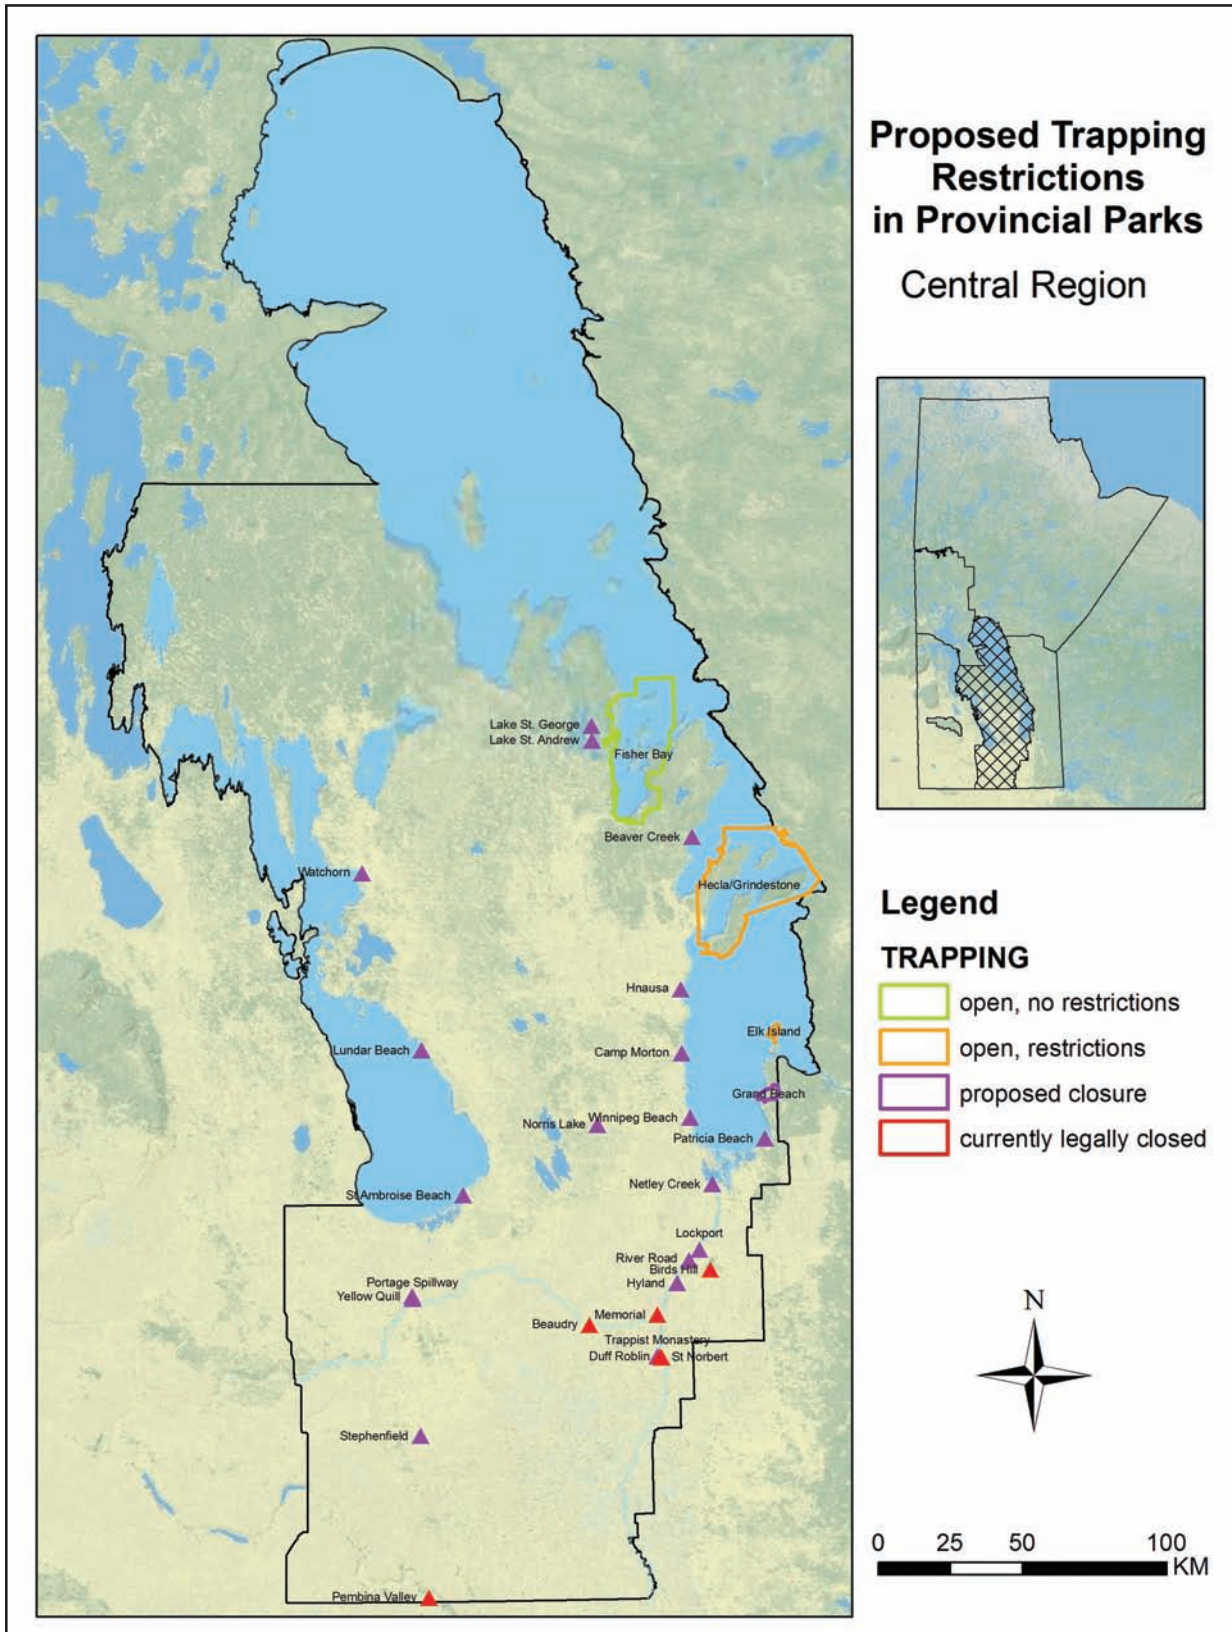 Proposed Trapping
Restrictions
in Provincial Parks
Central Region
Lake St. George
Lake St. Andrew
Fisher Bay
Beaver Creek
Hecla/Grindestone
Watchorn
Hnausa
Elk Island
Lundar Beach
Camp Morton
Grand Beach
Winnipeg Beach
Norris Lake
Patricia Beach
Netley Creek
St Ambroise Beach
Lockport
River Road
Birds Hill
Hyland
Portage Spillway
Yellow Quill
Memorial
Beaudry
Trappist Monastery
Duff Roblin
St Norbert
Stephenfield
Pembina Valley
Legend
TRAPPING
open, no restrictions
open, restrictions
proposed closure
currently legally closed
N
0 25 50 100
KM